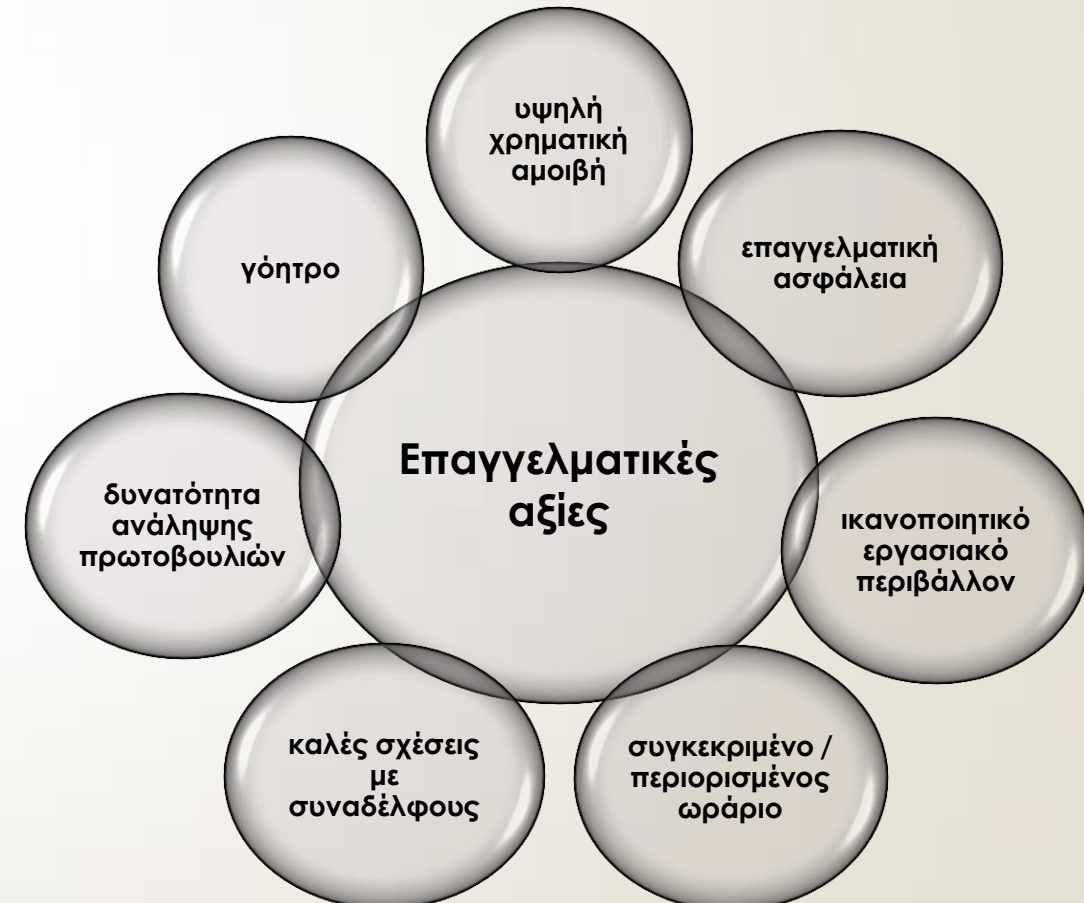 υψηλή
χρηματική
αμοιβή
επαγγελματική
ασφάλεια
ικανοποιητικό
εργασιακό
περιβάλλον
συγκεκριμένο /
περιορισμένος
ωράριο
καλές σχέσεις
με
συναδέλφους
δυνατότητα
ανάληψης
πρωτοβουλιών
γόητρο
Επαγγελματικές
αξίες